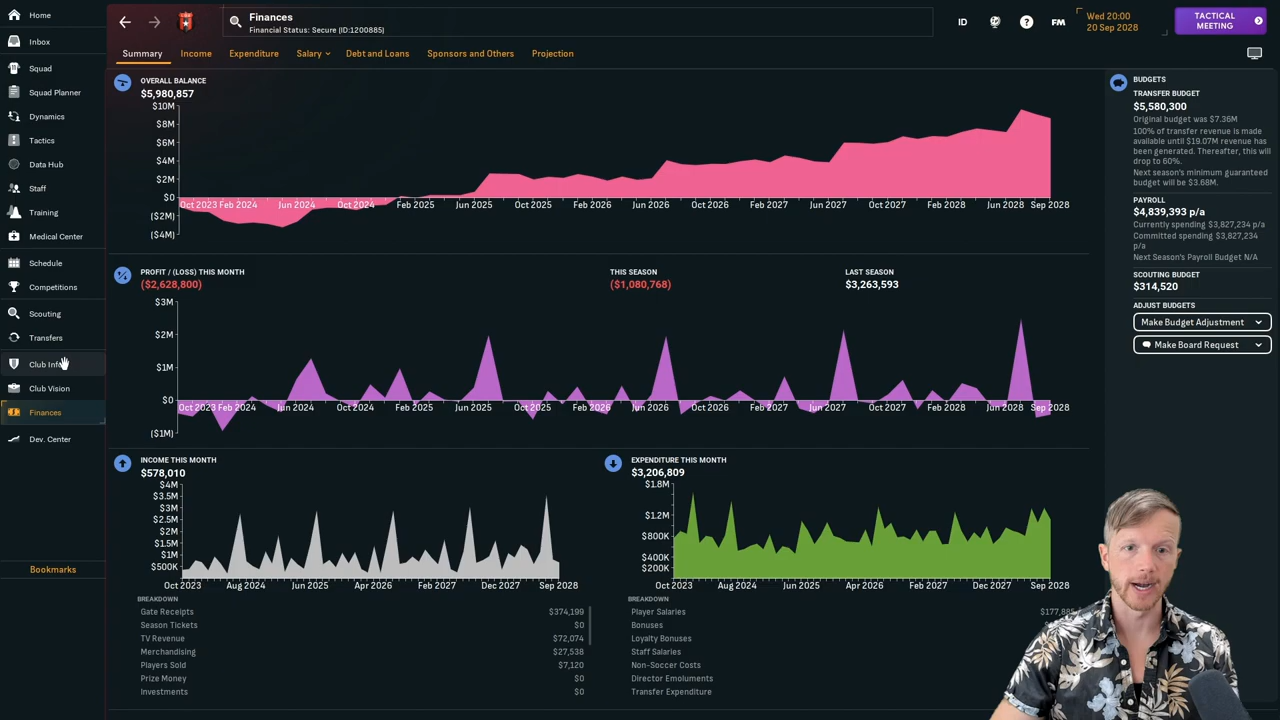 Home
Inbox
Squad
Squad Planner
Dynamics
Tactics
Data Hub
Staff
Training
Medical Center
Schedule
Competitions
Scouting
Transfers
Club Info
Club Vision
Finances
Dev. Center
Bookmarks
Finances
Financial Status: Secure (ID:1200885)
ID
FM
Wed 20:00
20 Sep 2028
TACTICAL
MEETING
Summary
Income
Expenditure
Salary
Debt and Loans
Sponsors and Others
Projection
OVERALL BALANCE
$5,980,857
$10M
$8M
$6M
$4M
$2M
$0
($2M)
($4M)
Oct 2023 Feb 2024 Jun 2024 Oct 2024 Feb 2025 Jun 2025 Oct 2025 Feb 2026 Jun 2026 Oct 2026 Feb 2027 Jun 2027 Oct 2027 Feb 2028 Jun 2028 Sep 2028
PROFIT / (LOSS) THIS MONTH
($2,628,800)
THIS SEASON
($1,080,768)
LAST SEASON
$3,263,593
$3M
$2M
$1M
$0
($1M)
Oct 2023 Feb 2024 Jun 2024 Oct 2024 Feb 2025 Jun 2025 Oct 2025 Feb 2026 Jun 2026 Oct 2026 Feb 2027 Jun 2027 Oct 2027 Feb 2028 Jun 2028 Sep 2028
INCOME THIS MONTH
$578,010
$4M
$3.5M
$3M
$2.5M
$2M
$1.5M
$1M
$500K
Oct 2023 Aug 2024 Jun 2025 Apr 2026 Feb 2027 Dec 2027 Sep 2028
BREAKDOWN
Gate Receipts $374,199
Season Tickets $0
TV Revenue $72,074
Merchandising $27,538
Players Sold $7,120
Prize Money $0
Investments $0
EXPENDITURE THIS MONTH
$3,206,809
$1.8M
$1.2M
$800K
$400K
$200K
Oct 2023 Aug 2024 Jun 2025 Apr 2026 Feb 2027 Dec 2027 Sep 2028
BREAKDOWN
Player Salaries
Bonuses
Loyalty Bonuses
Staff Salaries
Non-Soccer Costs
Director Emoluments
Transfer Expenditure
BUDGETS
TRANSFER BUDGET
$5,580,300
Original budget was $7.36M
100% of transfer revenue is made
available until $19.07M revenue has
been generated. Thereafter, this will
drop to 60%.
Next season's minimum guaranteed
budget will be $3.68M.
PAYROLL
$4,839,393 p/a
Currently spending $3,827,234 p/a
Committed spending $3,827,234
p/a
Next Season's Payroll Budget N/A
SCOUTING BUDGET
$314,520
ADJUST BUDGETS
Make Budget Adjustment
Make Board Request